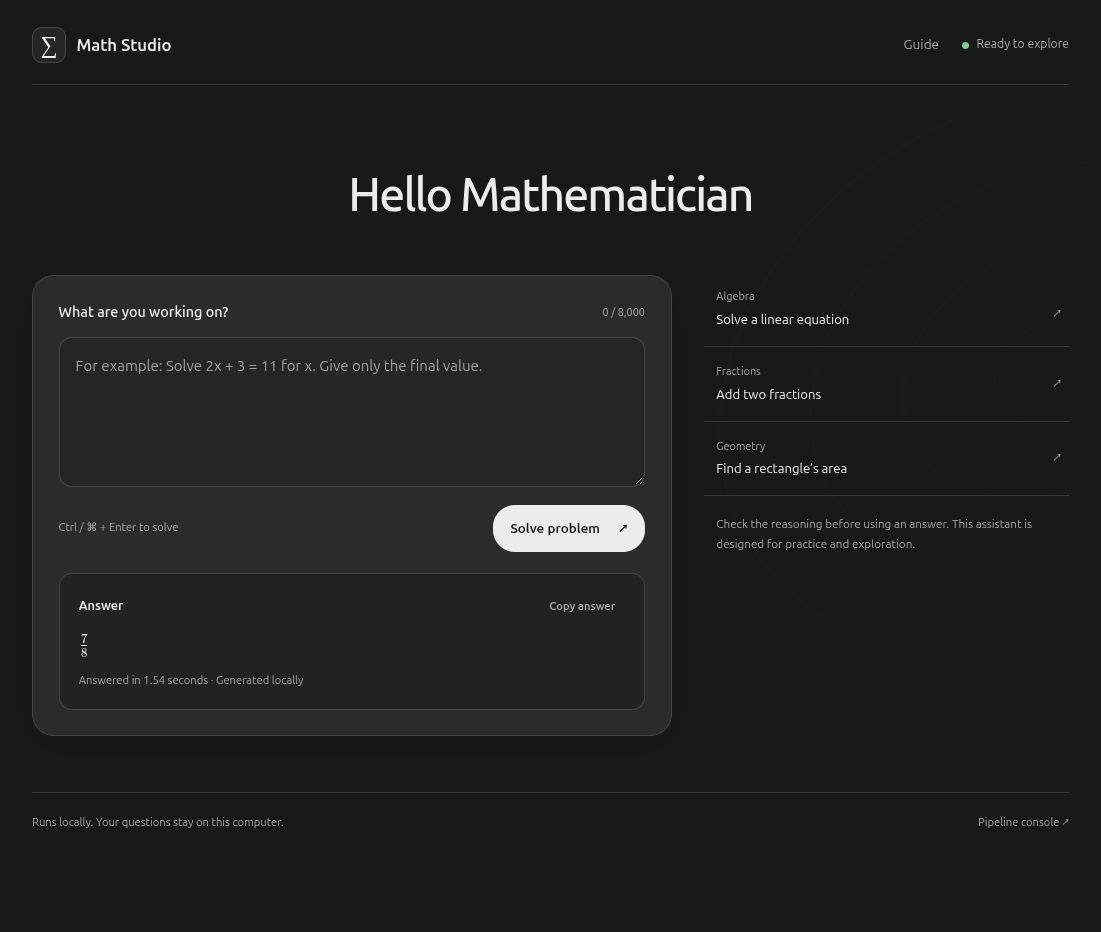 ∑ Math Studio
Guide
Ready to explore
Hello Mathematician
What are you working on?
0 / 8,000
For example: Solve 2x + 3 = 11 for x. Give only the final value.
Ctrl / ⌘ + Enter to solve
Solve problem ↗
Answer
Copy answer
7
8
Answered in 1.54 seconds · Generated locally
Algebra
Solve a linear equation ↗
Fractions
Add two fractions ↗
Geometry
Find a rectangle’s area ↗
Check the reasoning before using an answer. This assistant is
designed for practice and exploration.
Runs locally. Your questions stay on this computer.
Pipeline console ↗